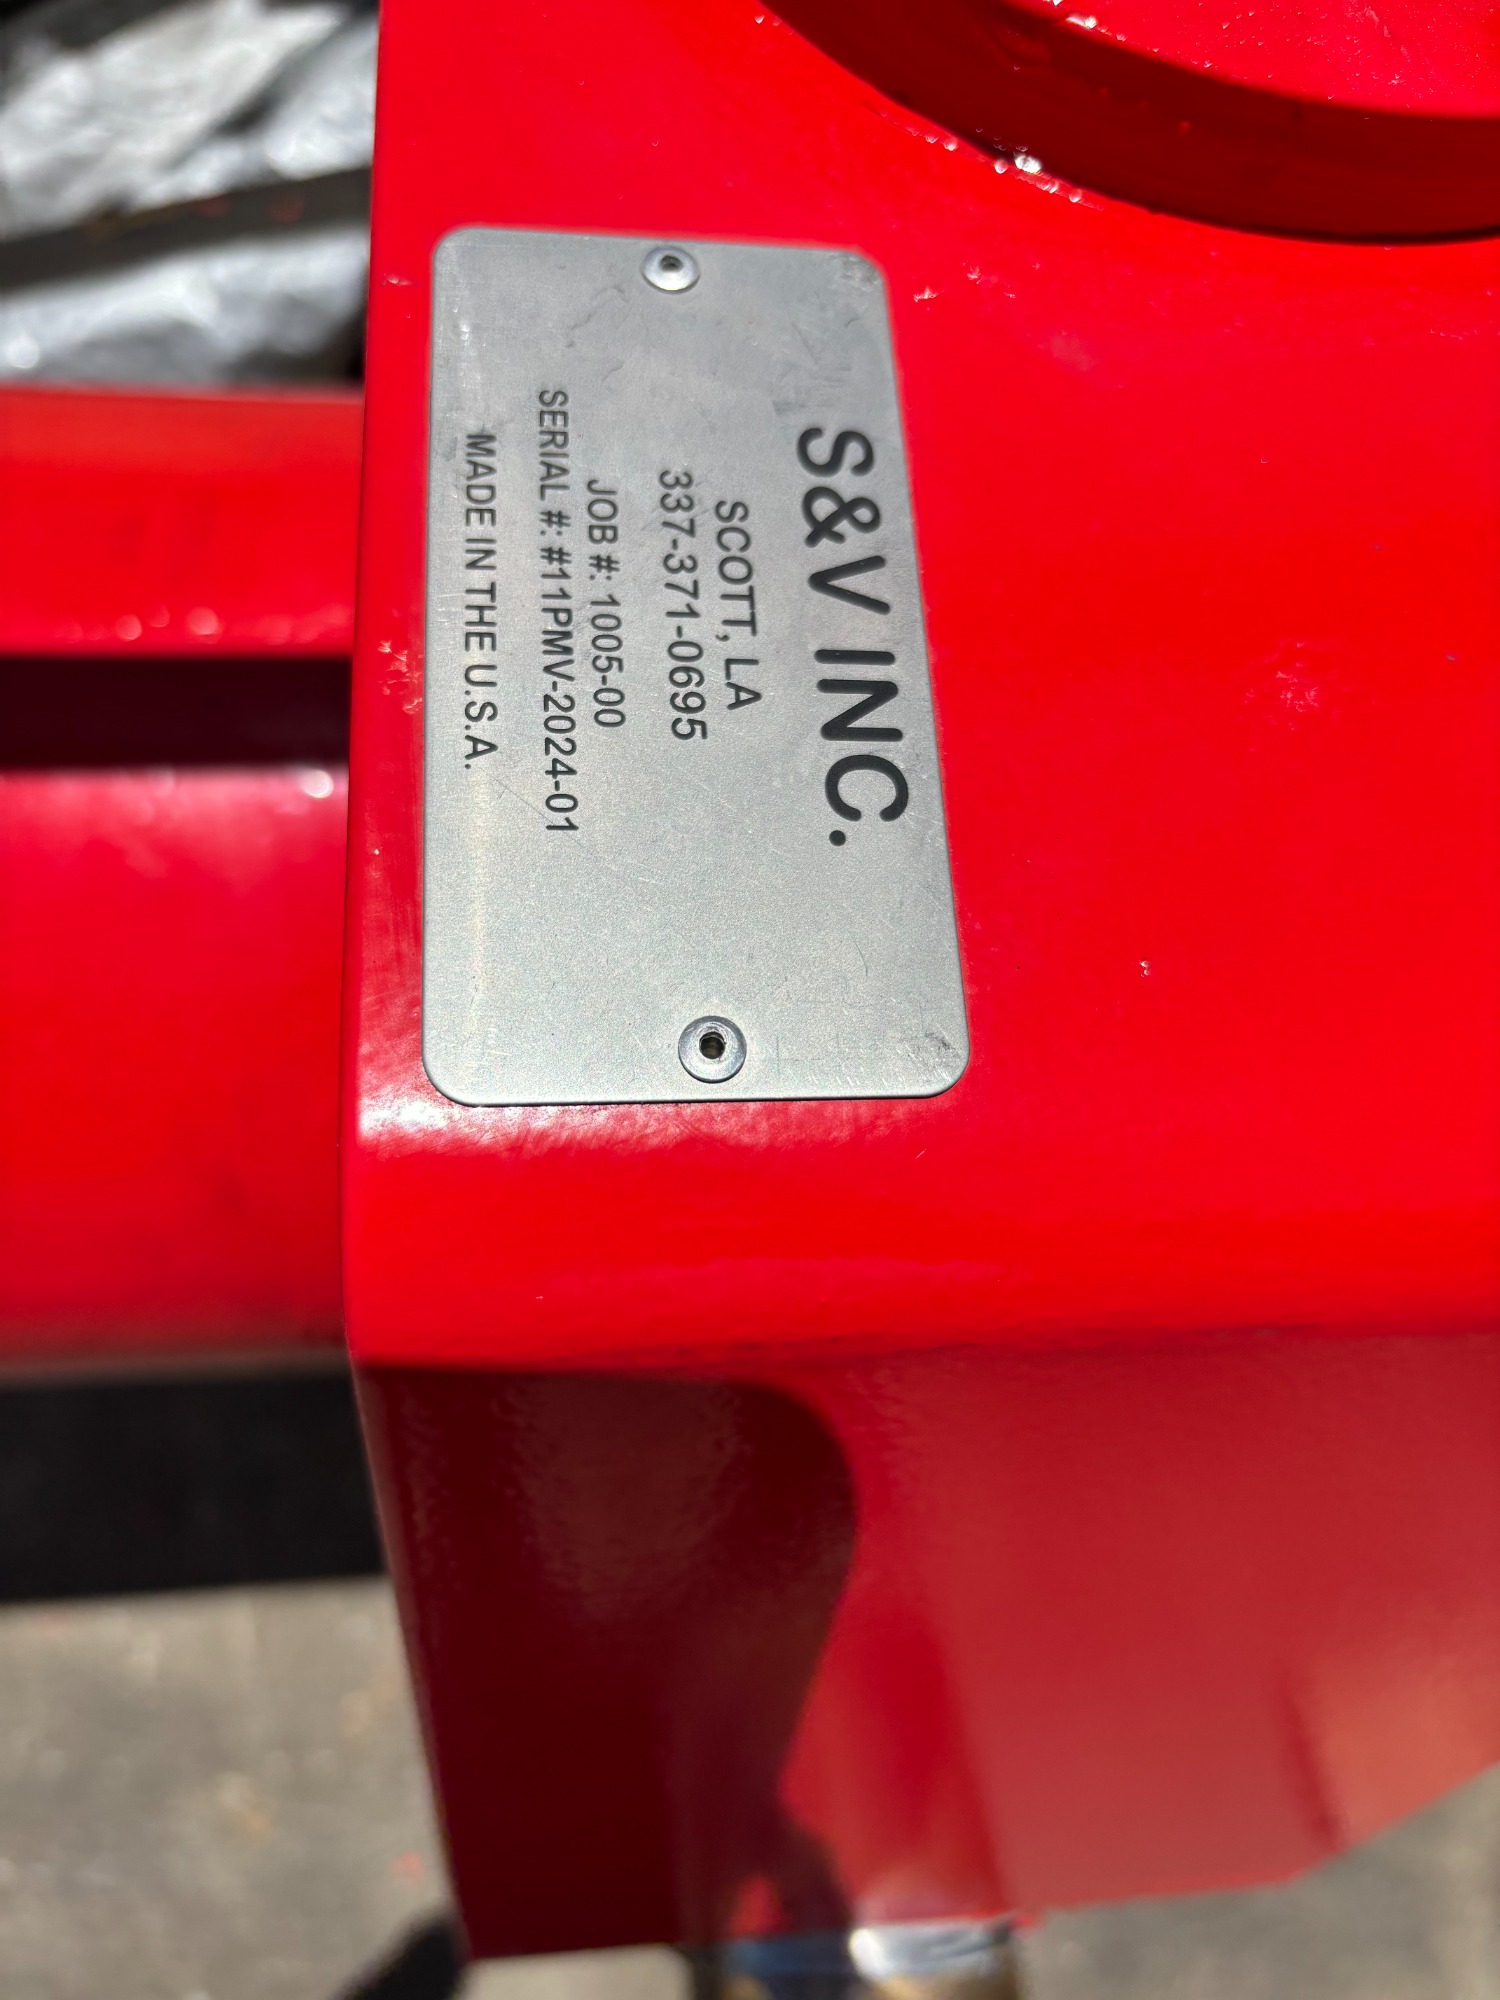 S&V INC.
SCOTT, LA
337-371-0695
JOB #: 1005-00
SERIAL #: #11PMV-2024-01
MADE IN THE U.S.A.